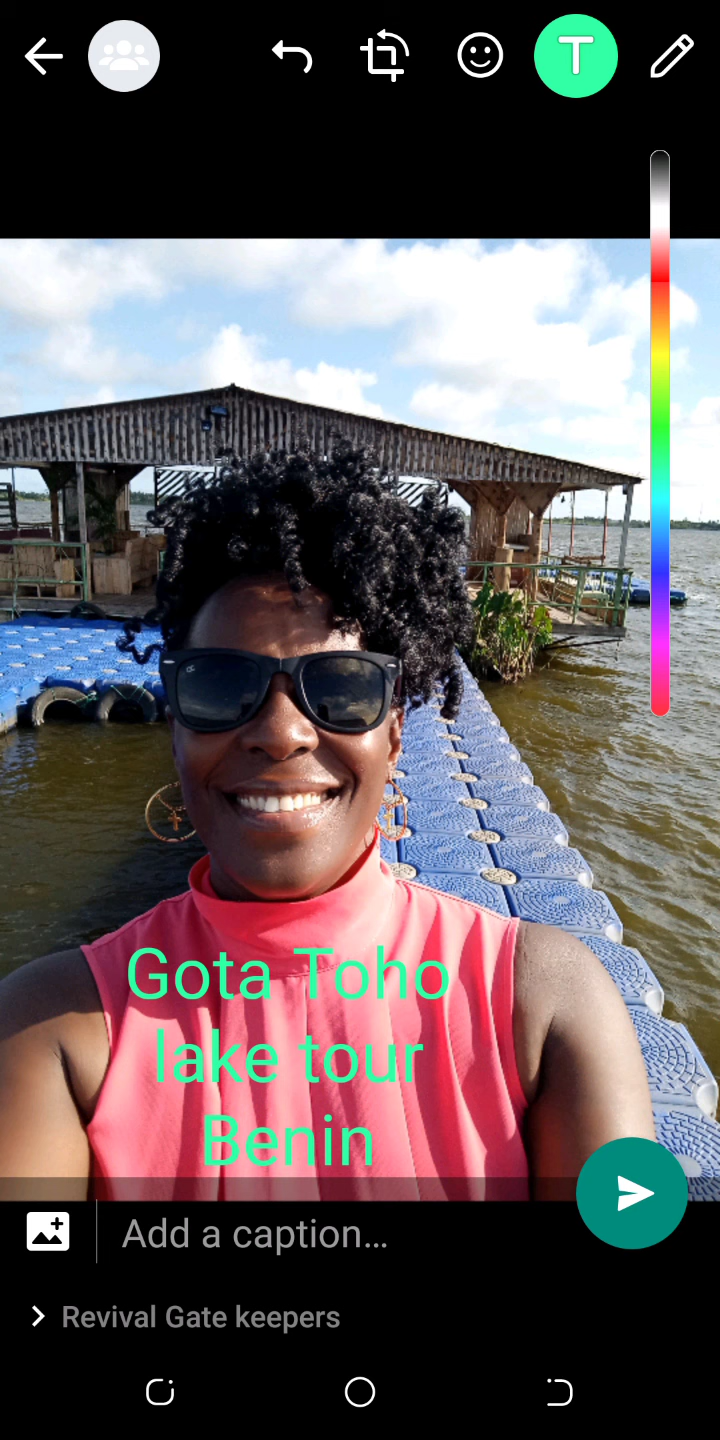 T
Gota Toho
lake tour
Benin
Add a caption...
Revival Gate keepers